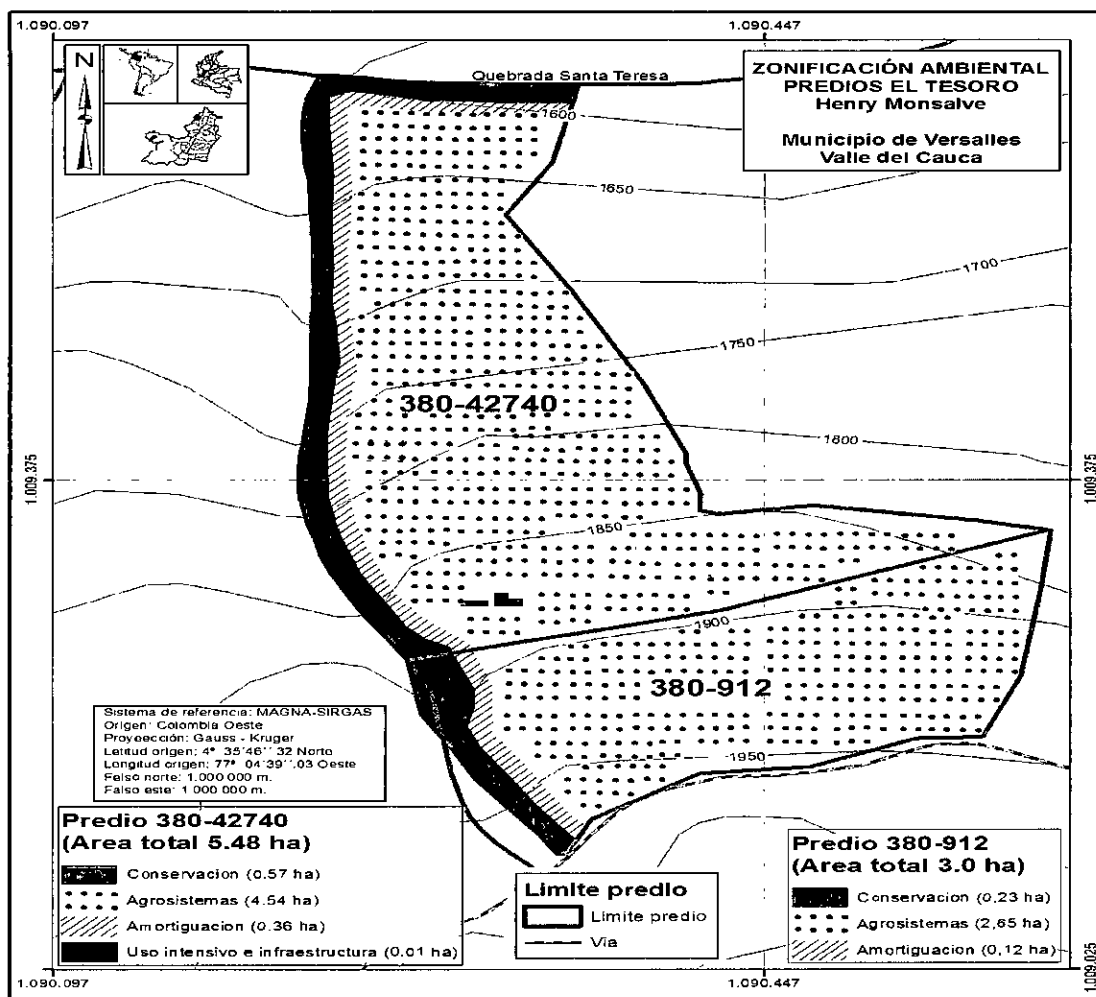 1.090.097
1.090.447
N
Quebrada Santa Teresa
ZONIFICACIÓN AMBIENTAL
PREDIOS EL TESORO
Henry Monsalve
Municipio de Versalles
Valle del Cauca
1600
1650
1700
1750
380-42740
1800
1.009.375
1.009.375
1850
1900
380-912
1950
Sistema de referencia: MAGNA-SIRGAS
Origen: Colombia Oeste
Proyección: Gauss - Kruger
Latitud origen: 4° 35'46''.32 Norte
Longitud origen: 77° 04'39''.03 Oeste
Falso norte: 1.000 000 m.
Falso este: 1 000 000 m.
Predio 380-42740
(Area total 5.48 ha)
Conservacion (0.57 ha)
Agrosistemas (4.54 ha)
Amortiguacion (0.36 ha)
Uso intensivo e infraestructura (0.01 ha)
Limite predio
Limite predio
Via
Predio 380-912
(Area total 3.0 ha)
Conservacion (0,23 ha)
Agrosistemas (2,65 ha)
Amortiguacion (0,12 ha)
1.090.097
1.090.447
1.009.025